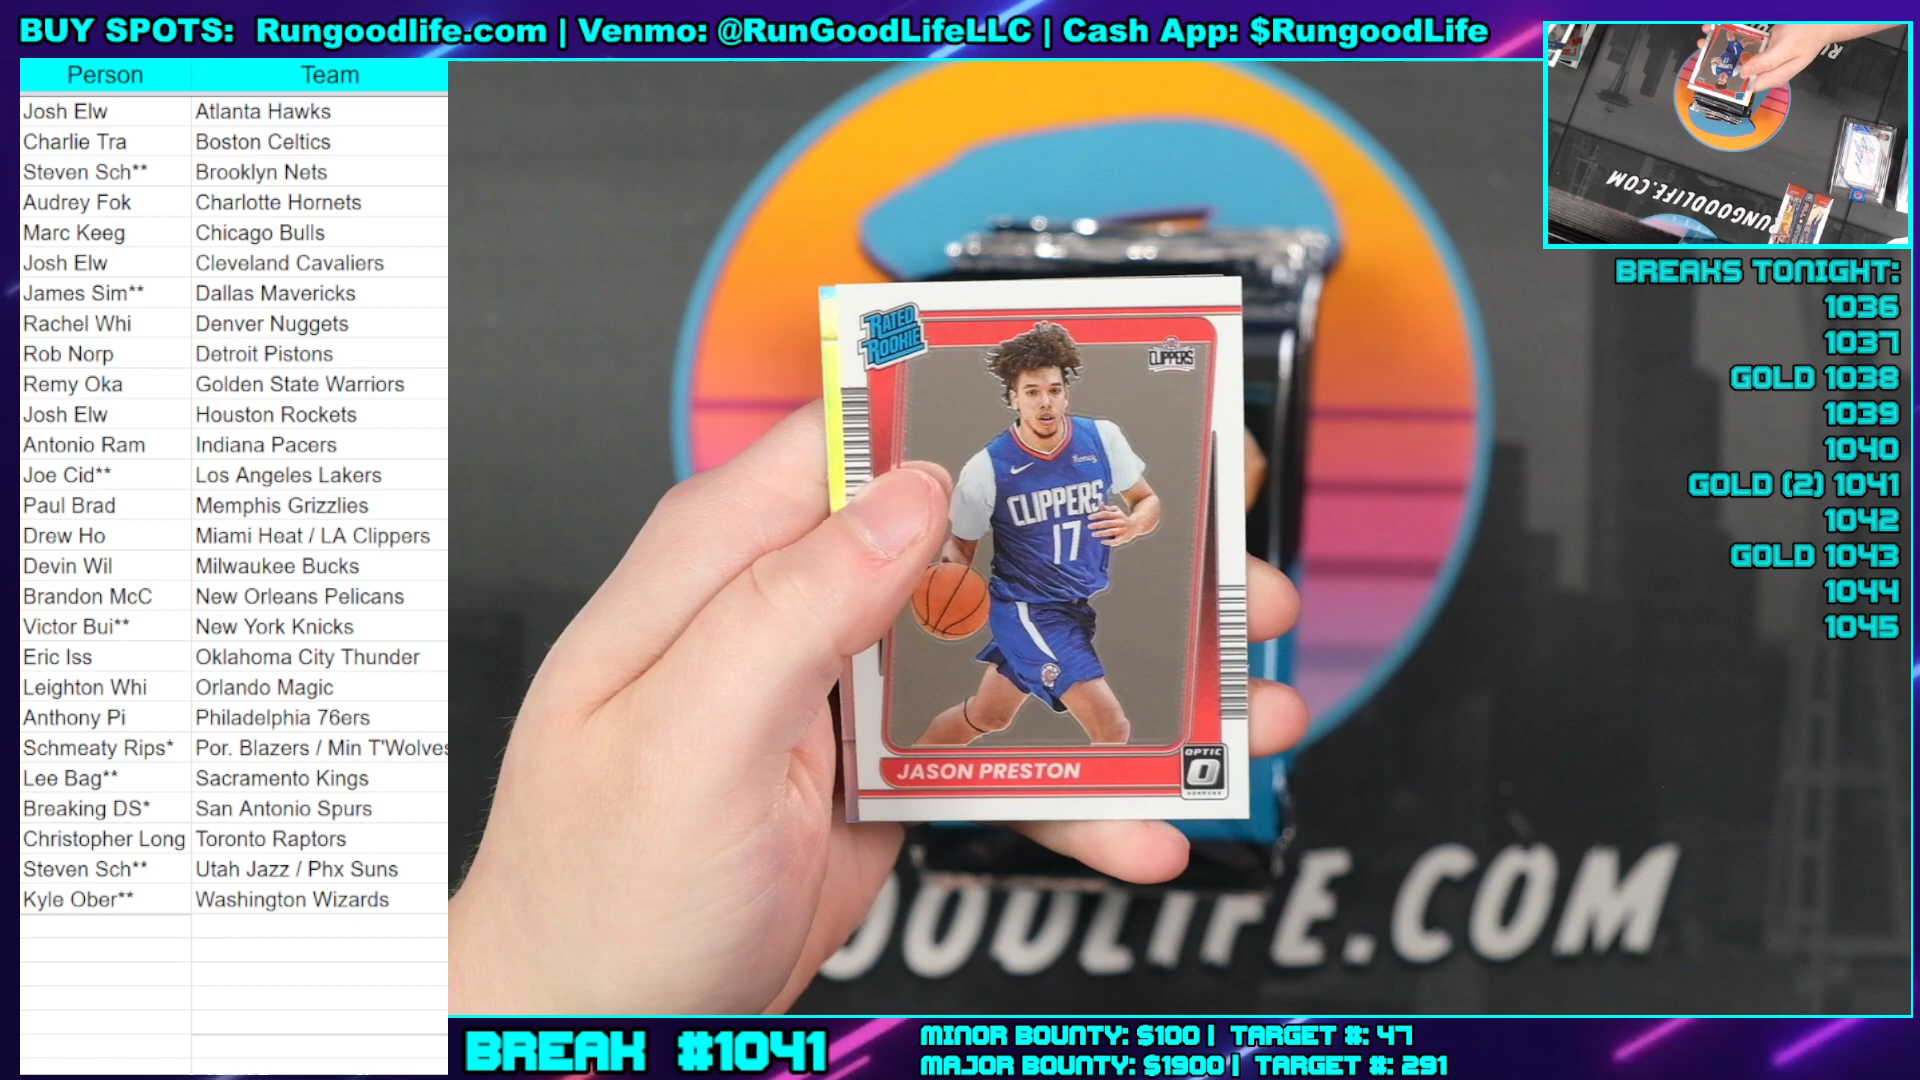 BUY SPOTS: Rungoodlife.com | Venmo: @RunGoodLifeLLC | Cash App: $RungoodLife
Person Team
Josh Elw Atlanta Hawks
Charlie Tra Boston Celtics
Steven Sch** Brooklyn Nets
Audrey Fok Charlotte Hornets
Marc Keeg Chicago Bulls
Josh Elw Cleveland Cavaliers
James Sim** Dallas Mavericks
Rachel Whi Denver Nuggets
Rob Norp Detroit Pistons
Remy Oka Golden State Warriors
Josh Elw Houston Rockets
Antonio Ram Indiana Pacers
Joe Cid** Los Angeles Lakers
Paul Brad Memphis Grizzlies
Drew Ho Miami Heat / LA Clippers
Devin Wil Milwaukee Bucks
Brandon McC New Orleans Pelicans
Victor Bui** New York Knicks
Eric Iss Oklahoma City Thunder
Leighton Whi Orlando Magic
Anthony Pi Philadelphia 76ers
Schmeaty Rips* Por. Blazers / Min T'Wolves
Lee Bag** Sacramento Kings
Breaking DS* San Antonio Spurs
Christopher Long Toronto Raptors
Steven Sch** Utah Jazz / Phx Suns
Kyle Ober** Washington Wizards
RATED
ROOKIE
CLIPPERS
CLIPPERS
17
JASON PRESTON
OPTIC
DONRUSS
OODLIFE.COM
RUNGOODLIFE.COM
BREAKS TONIGHT:
1036
1037
GOLD 1038
1039
1040
GOLD (2) 1041
1042
GOLD 1043
1044
1045
BREAK #1041
MINOR BOUNTY: $100 | TARGET #: 47
MAJOR BOUNTY: $1900 | TARGET #: 291